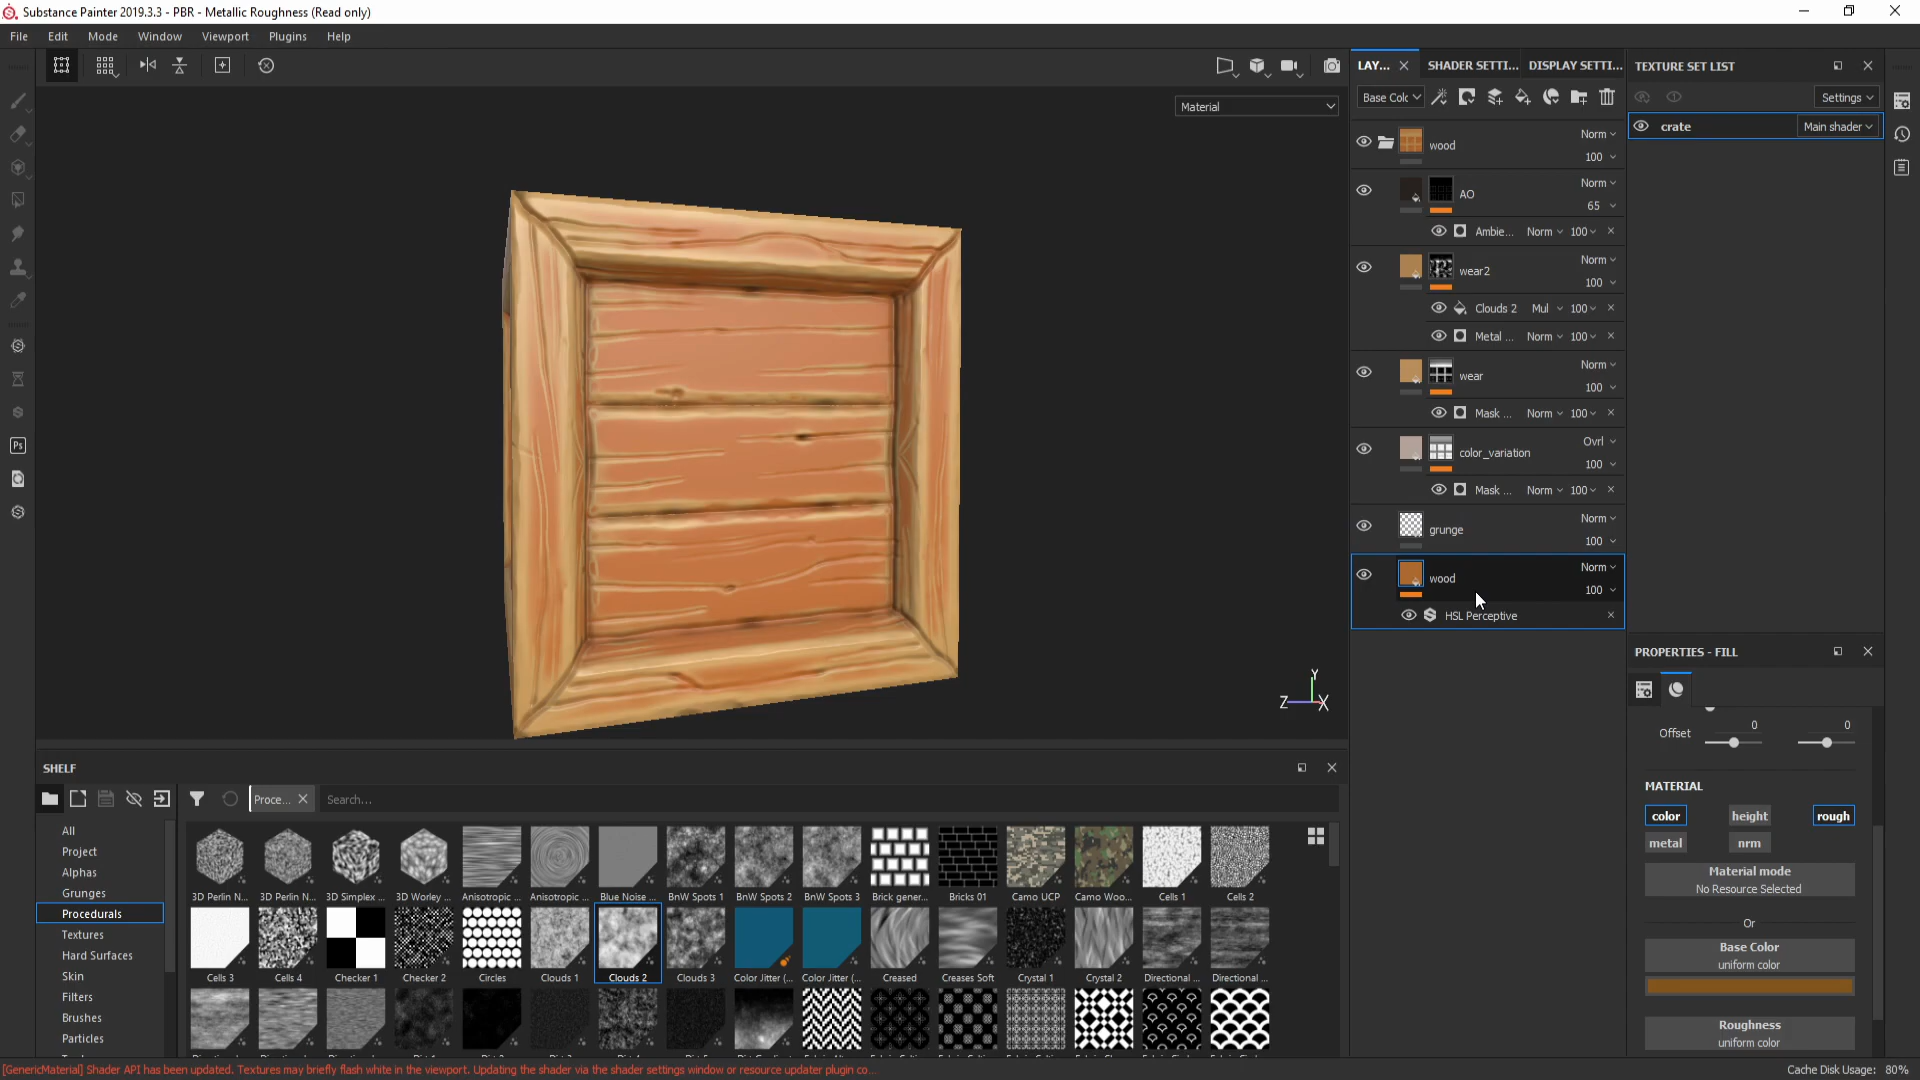 Substance Painter 2019.3.3 - PBR - Metallic Roughness (Read only)
File Edit Mode Window Viewport Plugins Help
Material
Y
Z X
LAY... SHADER SETTI... DISPLAY SETTI...
Base Colc
wood Norm 100
AO Norm 65
Ambie... Norm 100
wear2 Norm 100
Clouds 2 Mul 100
Metal ... Norm 100
wear Norm 100
Mask ... Norm 100
color_variation Ovrl 100
Mask ... Norm 100
grunge Norm 100
wood Norm 100
HSL Perceptive
TEXTURE SET LIST
Settings
crate Main shader
PROPERTIES - FILL
0 0
Offset
MATERIAL
color height rough
metal nrm
Material mode
No Resource Selected
Or
Base Color
uniform color
Roughness
uniform color
SHELF
Proce... Search...
All
Project
Alphas
Grunges
Procedurals
Textures
Hard Surfaces
Skin
Filters
Brushes
Particles
3D Perlin N... 3D Perlin N... 3D Simplex ... 3D Worley ... Anisotropic ... Anisotropic ... Blue Noise ... BnW Spots 1 BnW Spots 2 BnW Spots 3 Brick gener... Bricks 01 Camo UCP Camo Woo... Cells 1 Cells 2
Cells 3 Cells 4 Checker 1 Checker 2 Circles Clouds 1 Clouds 2 Clouds 3 Color Jitter (... Color Jitter (... Creased Creases Soft Crystal 1 Crystal 2 Directional ... Directional ...
[GenericMaterial] Shader API has been updated. Textures may briefly flash white in the viewport. Updating the shader via the shader settings window or resource updater plugin co...
Cache Disk Usage: 80%
Ps